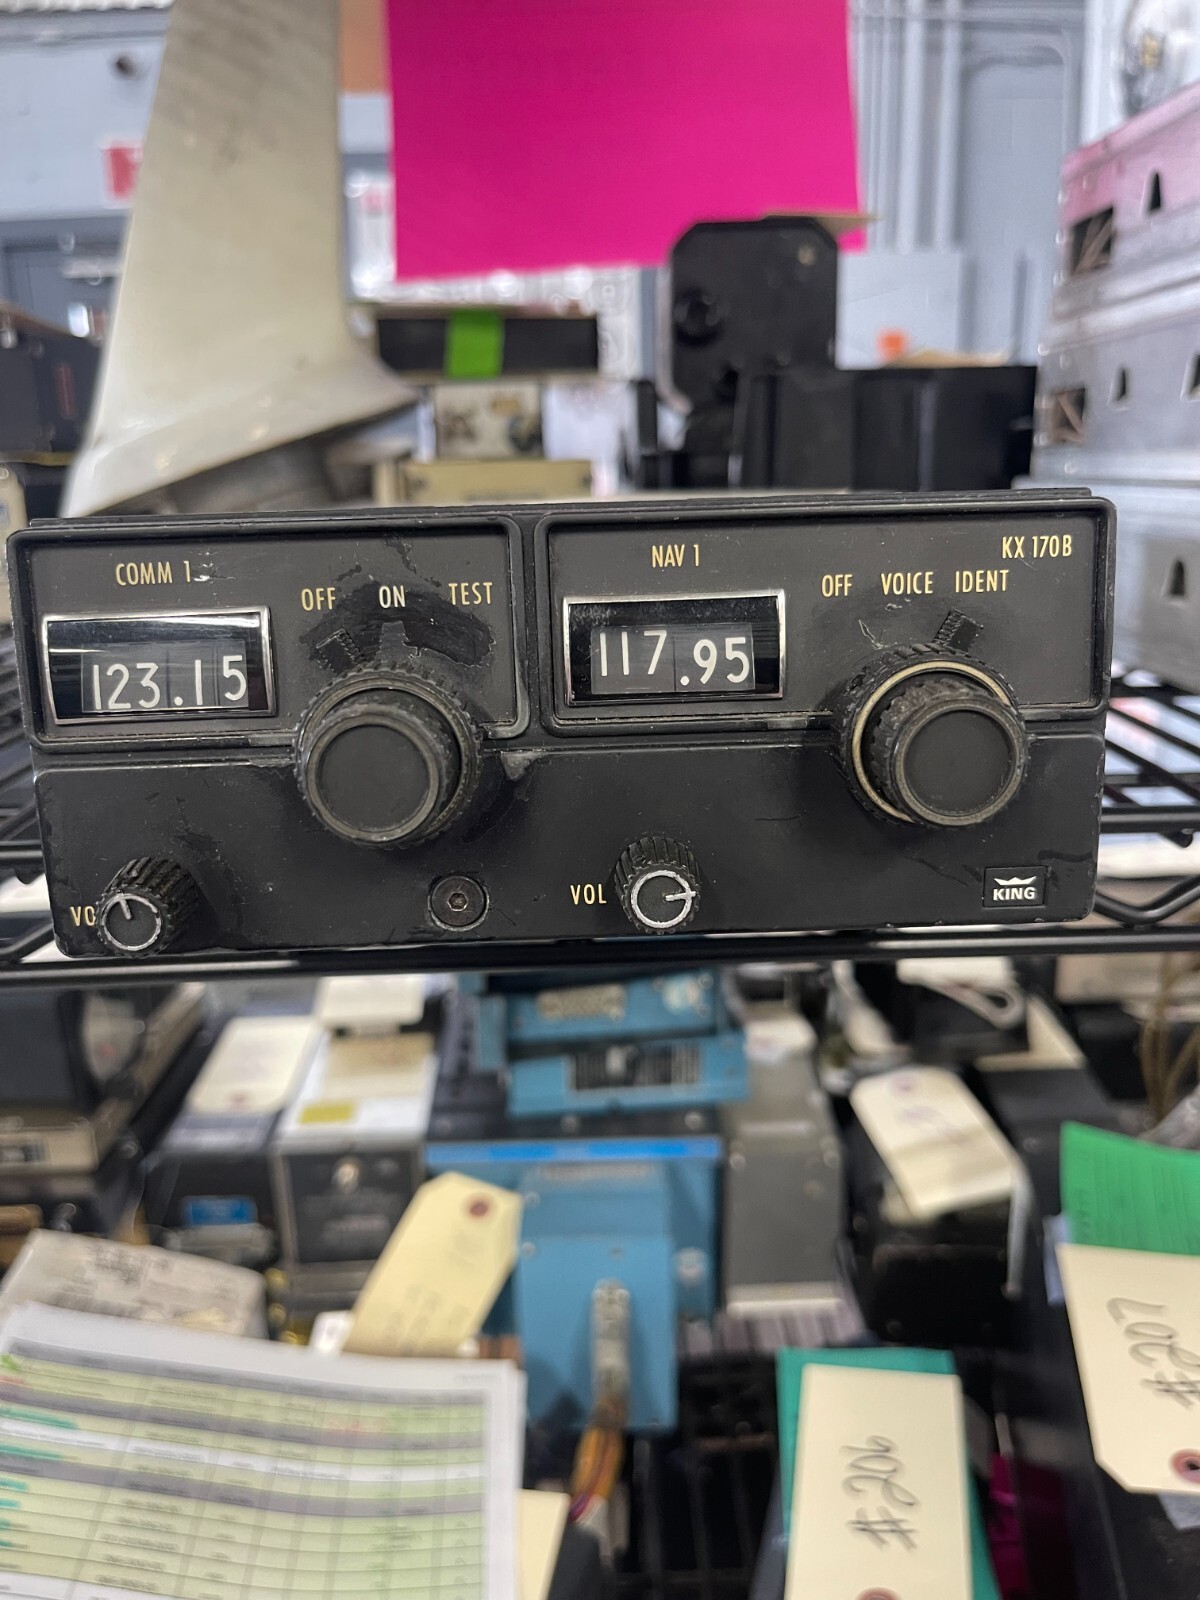 COMM 1
OFF ON TEST
123.15
NAV 1
KX 170B
OFF VOICE IDENT
117.95
VO
VOL
KING
#207
#206